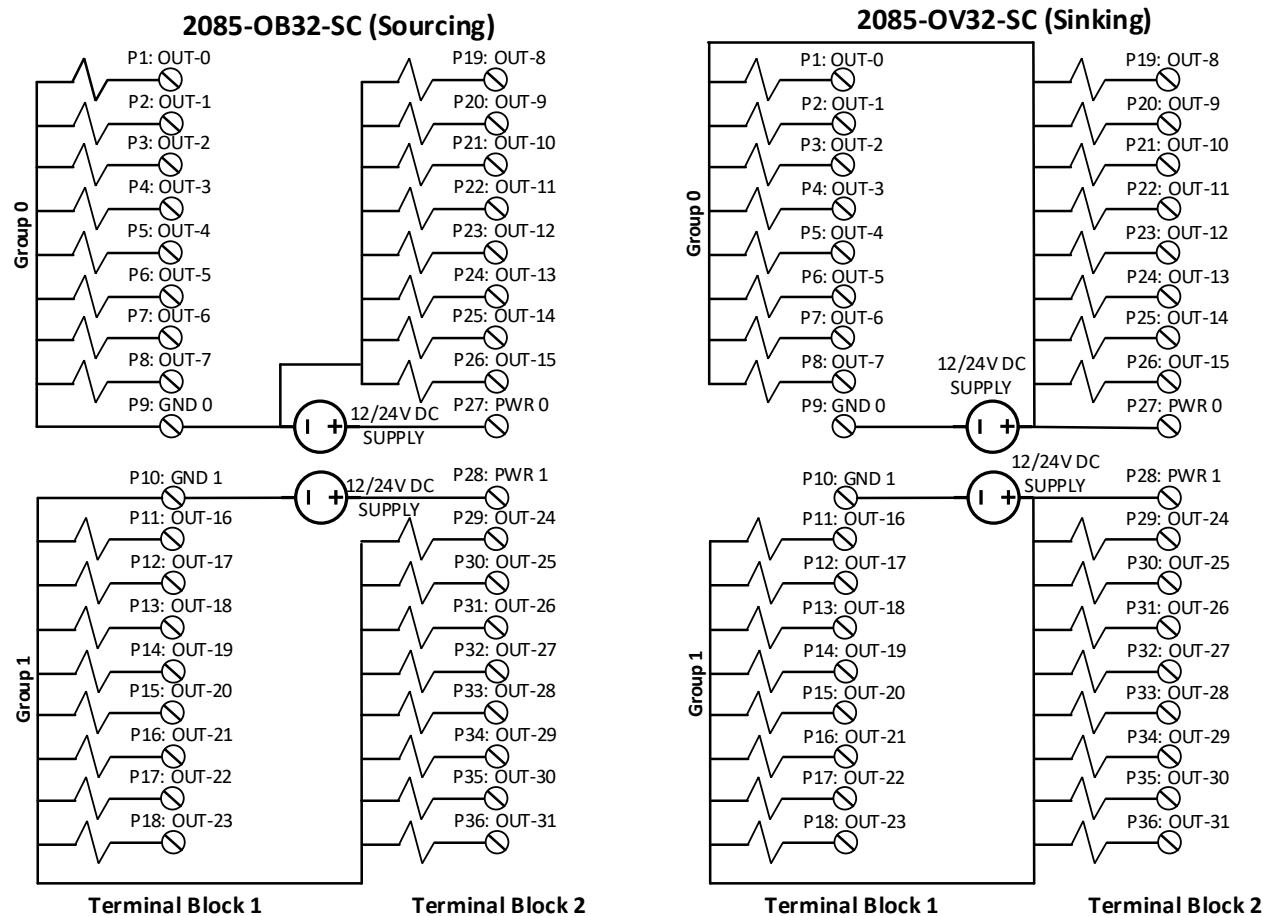 2085-OB32-SC (Sourcing)
P1: OUT-0
P2: OUT-1
P3: OUT-2
P4: OUT-3
P5: OUT-4
P6: OUT-5
P7: OUT-6
P8: OUT-7
P9: GND 0
Group 0
P19: OUT-8
P20: OUT-9
P21: OUT-10
P22: OUT-11
P23: OUT-12
P24: OUT-13
P25: OUT-14
P26: OUT-15
P27: PWR 0
12/24V DC
SUPPLY
P10: GND 1
P11: OUT-16
P12: OUT-17
P13: OUT-18
P14: OUT-19
P15: OUT-20
P16: OUT-21
P17: OUT-22
P18: OUT-23
Group 1
12/24V DC
SUPPLY
P28: PWR 1
P29: OUT-24
P30: OUT-25
P31: OUT-26
P32: OUT-27
P33: OUT-28
P34: OUT-29
P35: OUT-30
P36: OUT-31
Terminal Block 1
Terminal Block 2
2085-OV32-SC (Sinking)
P1: OUT-0
P2: OUT-1
P3: OUT-2
P4: OUT-3
P5: OUT-4
P6: OUT-5
P7: OUT-6
P8: OUT-7
P9: GND 0
Group 0
P19: OUT-8
P20: OUT-9
P21: OUT-10
P22: OUT-11
P23: OUT-12
P24: OUT-13
P25: OUT-14
P26: OUT-15
P27: PWR 0
12/24V DC
SUPPLY
P10: GND 1
P11: OUT-16
P12: OUT-17
P13: OUT-18
P14: OUT-19
P15: OUT-20
P16: OUT-21
P17: OUT-22
P18: OUT-23
Group 1
12/24V DC
SUPPLY
P28: PWR 1
P29: OUT-24
P30: OUT-25
P31: OUT-26
P32: OUT-27
P33: OUT-28
P34: OUT-29
P35: OUT-30
P36: OUT-31
Terminal Block 1
Terminal Block 2